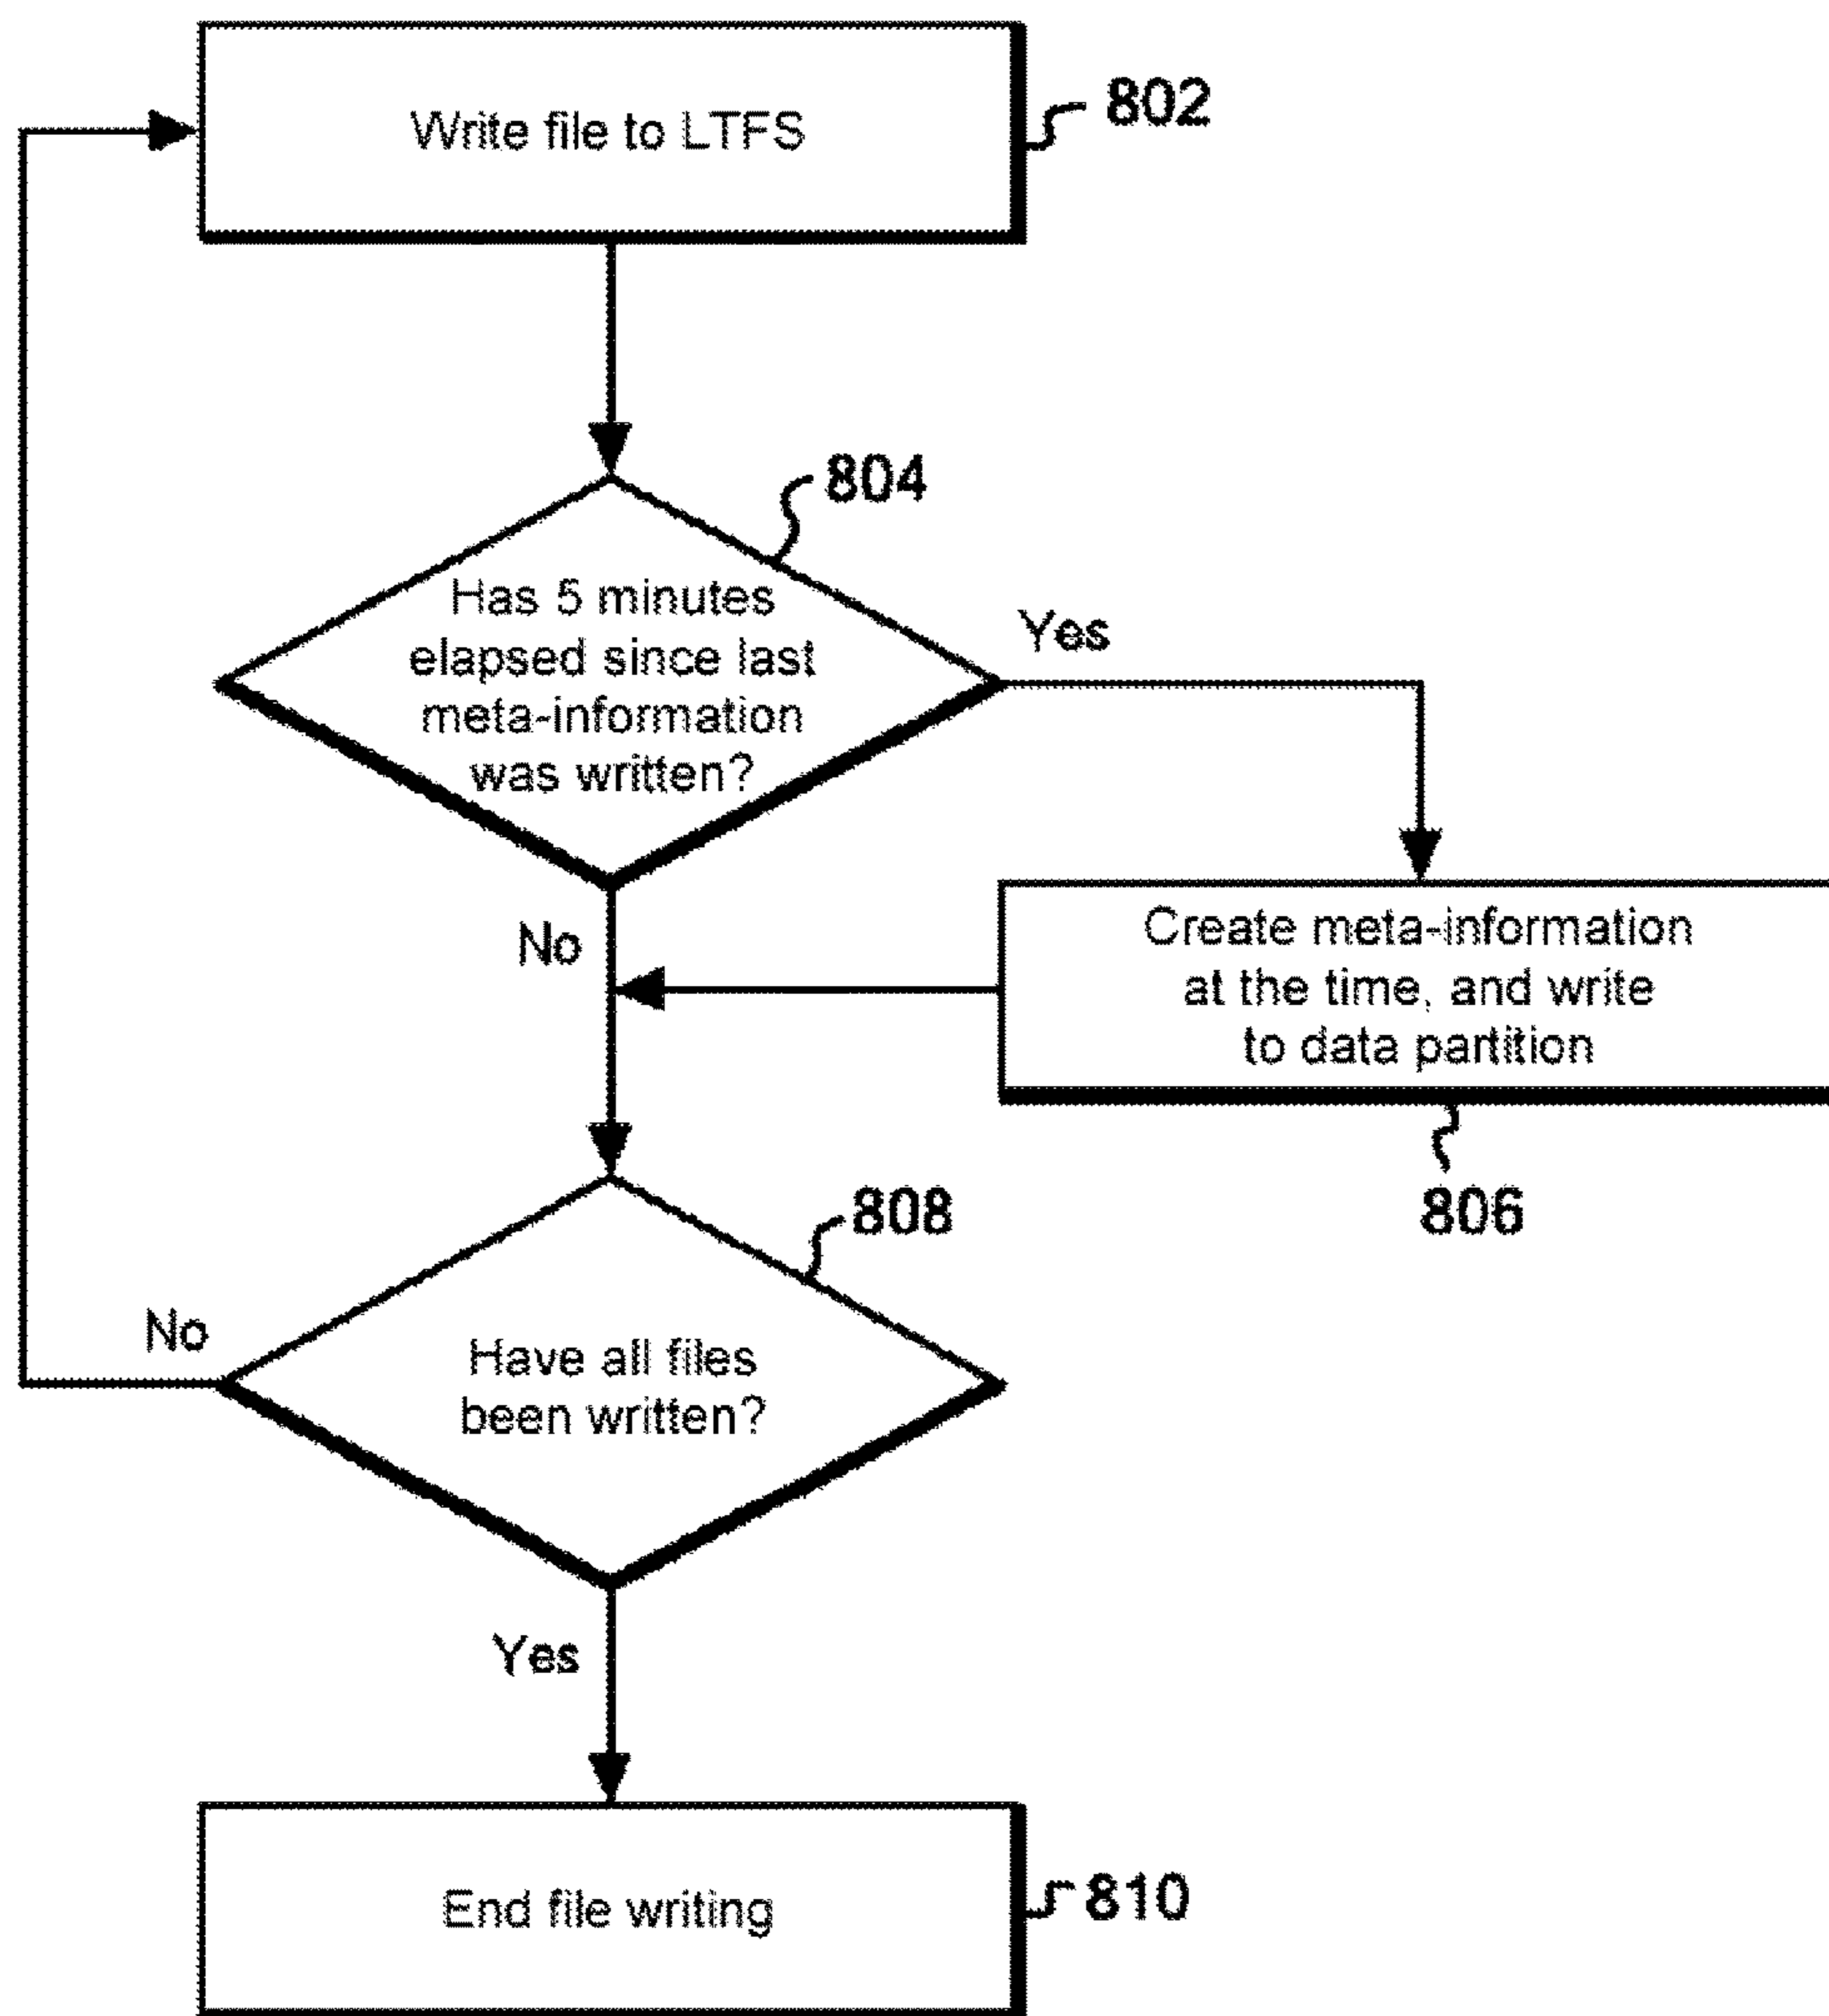 Write file to LTFS
802
804
Has 5 minutes
elapsed since last
meta-information
was written?
Yes
No
Create meta-information
at the time, and write
to data partition
806
808
No
Have all files
been written?
Yes
End file writing
810